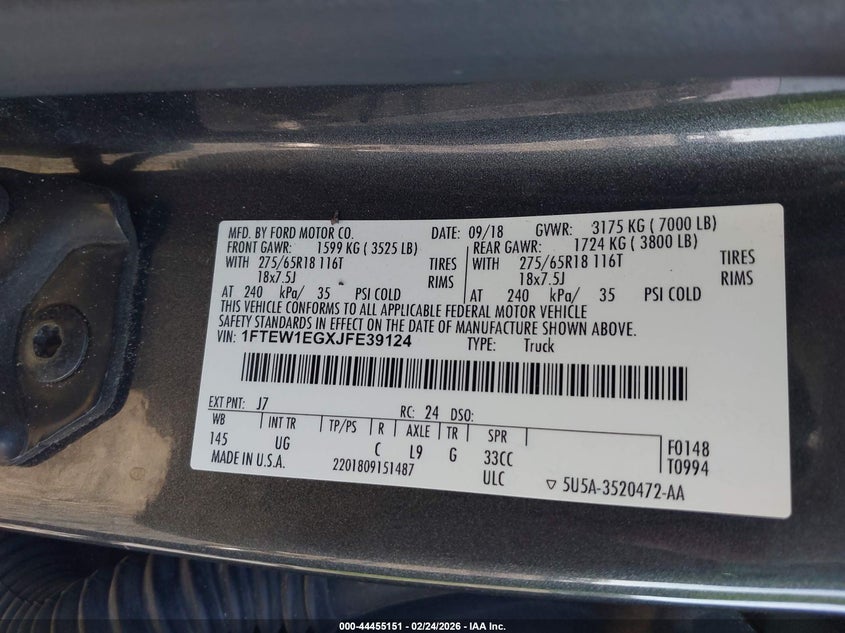 MFD. BY FORD MOTOR CO. DATE: 09/18 GVWR: 3175 KG ( 7000 LB)
FRONT GAWR: 1599 KG ( 3525 LB) REAR GAWR: 1724 KG ( 3800 LB)
WITH 275/65R18 116T TIRES WITH 275/65R18 116T TIRES
18x7.5J RIMS 18x7.5J RIMS
AT 240 kPa/ 35 PSI COLD AT 240 kPa/ 35 PSI COLD
THIS VEHICLE CONFORMS TO ALL APPLICABLE FEDERAL MOTOR VEHICLE
SAFETY STANDARDS IN EFFECT ON THE DATE OF MANUFACTURE SHOWN ABOVE.
VIN: 1FTEW1EGXJFE39124 TYPE: Truck
EXT PNT: J7 RC: 24 DSO:
WB INT TR TP/PS R AXLE TR SPR F0148
145 UG C L9 G 33CC T0994
MADE IN U.S.A. 2201809151487 ULC ▽ 5U5A-3520472-AA
000-44455151 - 02/24/2026 - IAA Inc.